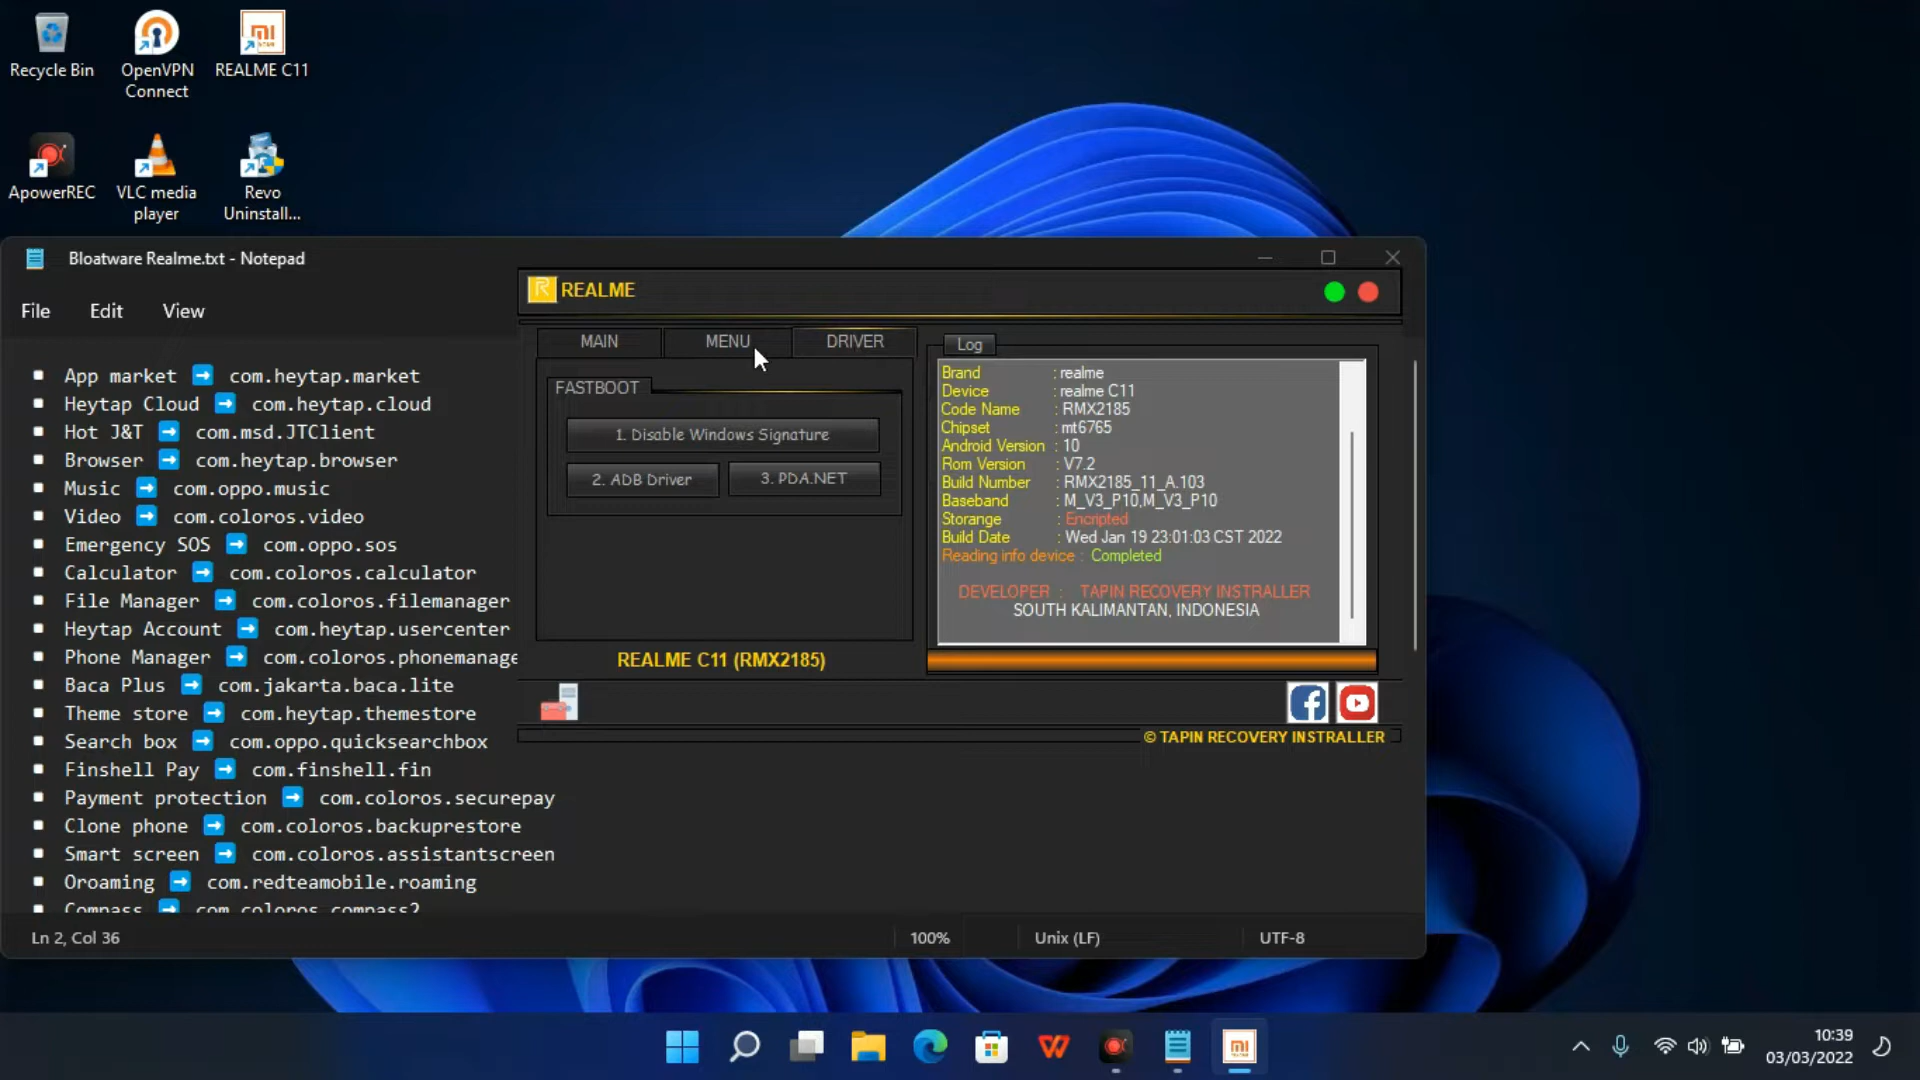 Recycle Bin
OpenVPN
Connect
REALME C11
ApowerREC
VLC media
player
Revo
Uninstall...
Bloatware Realme.txt - Notepad
File Edit View
App market ➡ com.heytap.market
Heytap Cloud ➡ com.heytap.cloud
Hot J&T ➡ com.msd.JTClient
Browser ➡ com.heytap.browser
Music ➡ com.oppo.music
Video ➡ com.coloros.video
Emergency SOS ➡ com.oppo.sos
Calculator ➡ com.coloros.calculator
File Manager ➡ com.coloros.filemanager
Heytap Account ➡ com.heytap.usercenter
Phone Manager ➡ com.coloros.phonemanage
Baca Plus ➡ com.jakarta.baca.lite
Theme store ➡ com.heytap.themestore
Search box ➡ com.oppo.quicksearchbox
Finshell Pay ➡ com.finshell.fin
Payment protection ➡ com.coloros.securepay
Clone phone ➡ com.coloros.backuprestore
Smart screen ➡ com.coloros.assistantscreen
Oroaming ➡ com.redteamobile.roaming
Compass ➡ com.coloros.compass2
Ln 2, Col 36
100%
Unix (LF)
UTF-8
REALME
MAIN MENU DRIVER
FASTBOOT
1. Disable Windows Signature
2. ADB Driver
3. PDA.NET
REALME C11 (RMX2185)
Log
Brand : realme
Device : realme C11
Code Name : RMX2185
Chipset : mt6765
Android Version : 10
Rom Version : V7.2
Build Number : RMX2185_11_A.103
Baseband : M_V3_P10,M_V3_P10
Storange : Encripted
Build Date : Wed Jan 19 23:01:03 CST 2022
Reading info device : Completed
DEVELOPER : TAPIN RECOVERY INSTRALLER
SOUTH KALIMANTAN, INDONESIA
© TAPIN RECOVERY INSTRALLER
10:39
03/03/2022